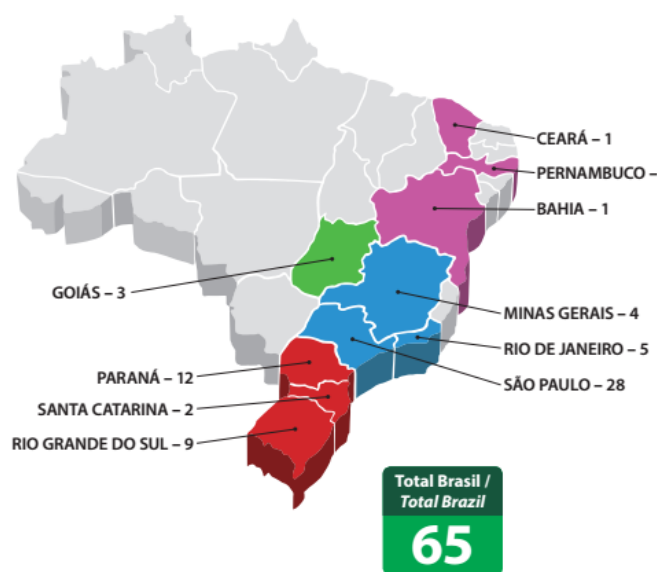 CEARÁ – 1
PERNAMBUCO –
BAHIA – 1
GOIÁS – 3
MINAS GERAIS – 4
RIO DE JANEIRO – 5
PARANÁ – 12
SÃO PAULO – 28
SANTA CATARINA – 2
RIO GRANDE DO SUL – 9
Total Brasil /
Total Brazil
65